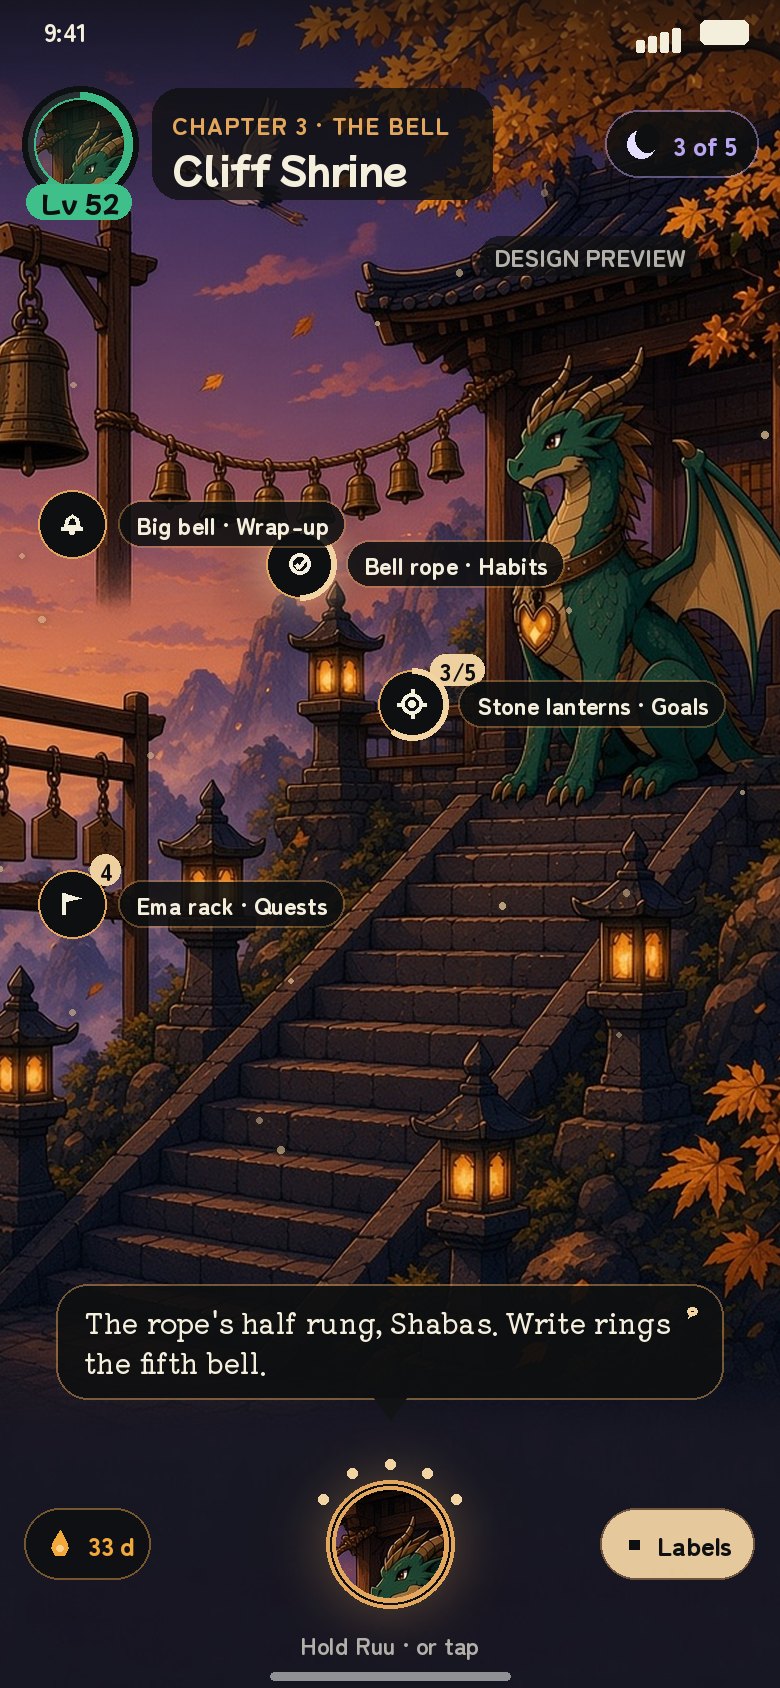 9:41
CHAPTER 3 · THE BELL
Cliff Shrine
3 of 5
Lv 52
DESIGN PREVIEW
Big bell · Wrap-up
Bell rope · Habits
3/5
Stone lanterns · Goals
4
Ema rack · Quests
The rope's half rung, Shabas. Write rings
the fifth bell.
33 d
Labels
Hold Ruu · or tap